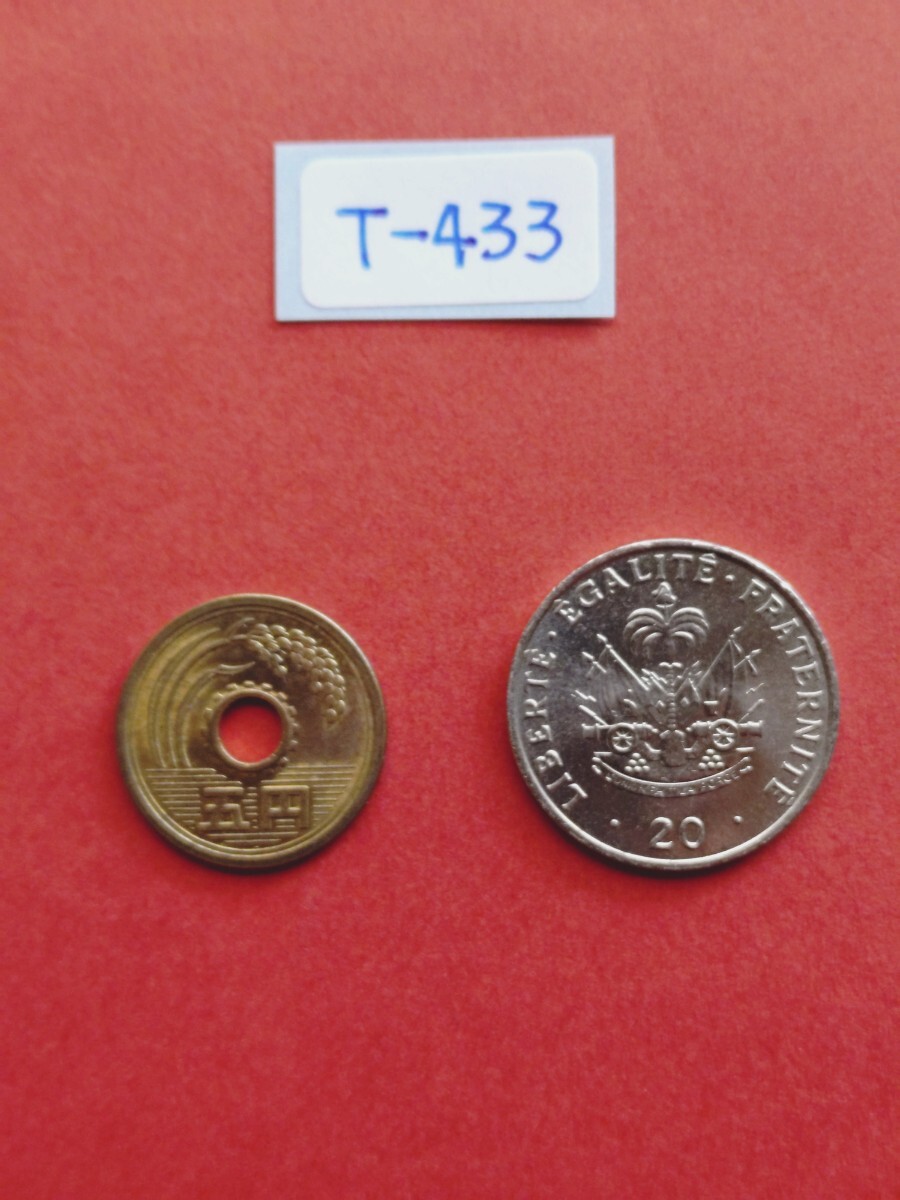 T-433
五円
LIBERTÉ · ÉGALITÉ · FRATERNITÉ
· 20 ·